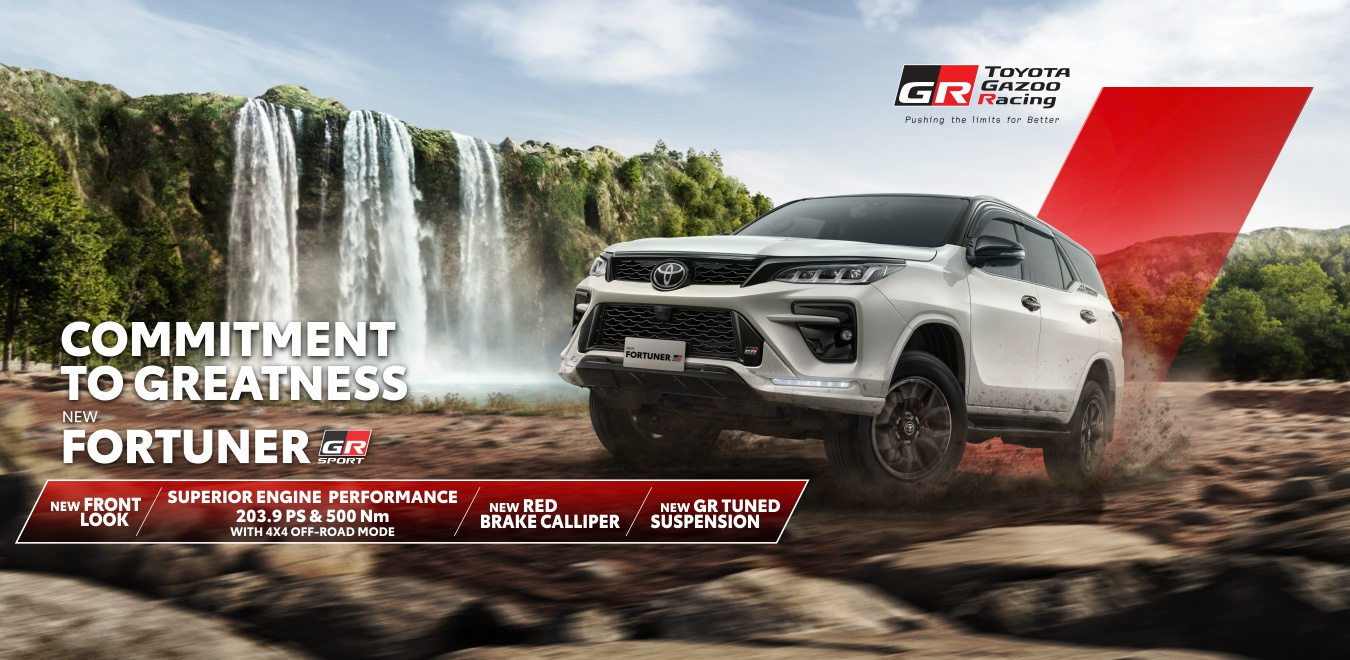 GR TOYOTA
GAZOO
Racing
Pushing the limits for Better
COMMITMENT
TO GREATNESS
NEW
FORTUNER GR
SPORT
FORTUNER
NEW FRONT
LOOK
SUPERIOR ENGINE PERFORMANCE
203.9 PS & 500 Nm
WITH 4X4 OFF-ROAD MODE
NEW RED
BRAKE CALLIPER
NEW GR TUNED
SUSPENSION